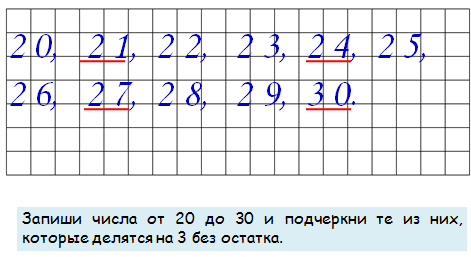 20, 21, 22, 23, 24, 25,
26, 27, 28, 29, 30.
Запиши числа от 20 до 30 и подчеркни те из них,
которые делятся на 3 без остатка.